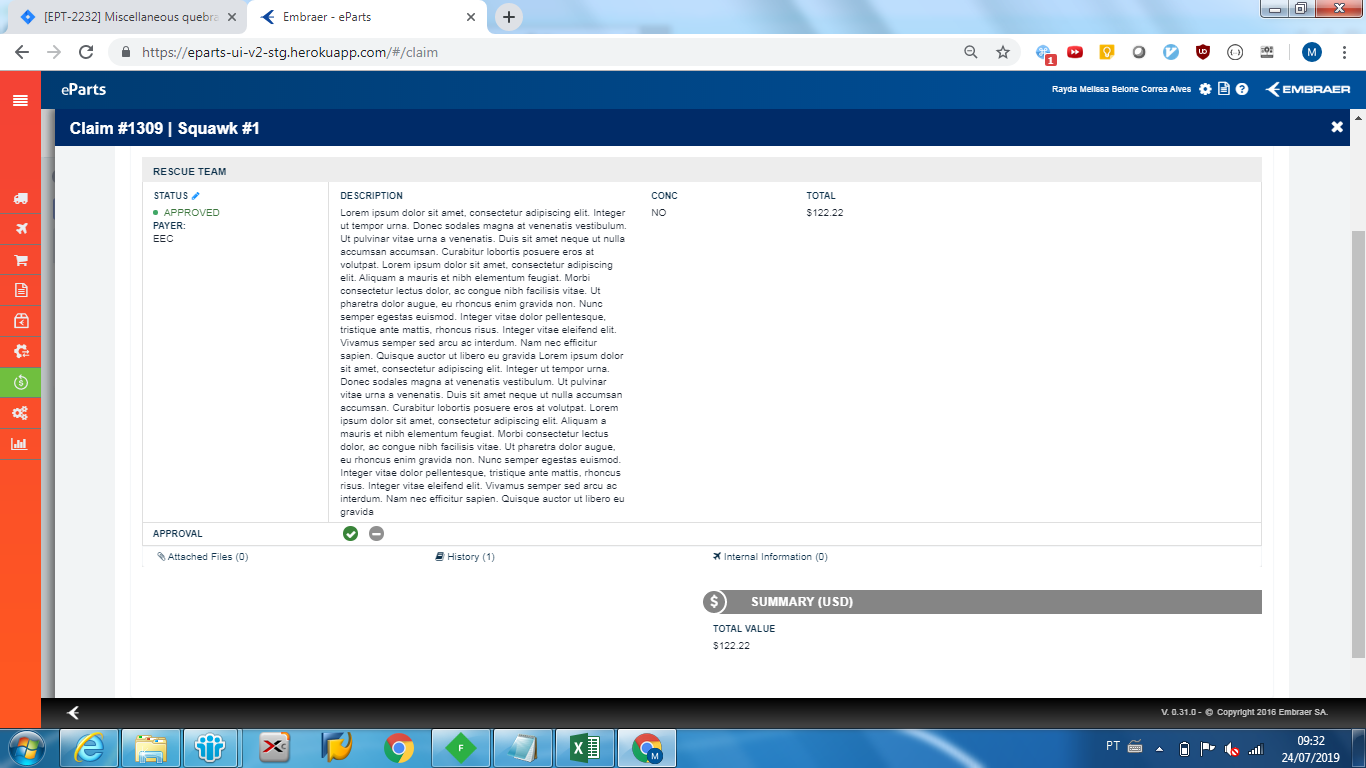 [EPT-2232] Miscellaneous quebra
Embraer - eParts
https://eparts-ui-v2-stg.herokuapp.com/#/claim
1
M
eParts
Rayda Melissa Belone Correa Alves
EMBRAER
Claim #1309 | Squawk #1
RESCUE TEAM
STATUS
DESCRIPTION
CONC
TOTAL
APPROVED
NO
$122.22
PAYER:
EEC
Lorem ipsum dolor sit amet, consectetur adipiscing elit. Integer
ut tempor urna. Donec sodales magna at venenatis vestibulum.
Ut pulvinar vitae urna a venenatis. Duis sit amet neque ut nulla
accumsan accumsan. Curabitur lobortis posuere eros at
volutpat. Lorem ipsum dolor sit amet, consectetur adipiscing
elit. Aliquam a mauris et nibh elementum feugiat. Morbi
consectetur lectus dolor, ac congue nibh facilisis vitae. Ut
pharetra dolor augue, eu rhoncus enim gravida non. Nunc
semper egestas euismod. Integer vitae dolor pellentesque,
tristique ante mattis, rhoncus risus. Integer vitae eleifend elit.
Vivamus semper sed arcu ac interdum. Nam nec efficitur
sapien. Quisque auctor ut libero eu gravida Lorem ipsum dolor
sit amet, consectetur adipiscing elit. Integer ut tempor urna.
Donec sodales magna at venenatis vestibulum. Ut pulvinar
vitae urna a venenatis. Duis sit amet neque ut nulla accumsan
accumsan. Curabitur lobortis posuere eros at volutpat. Lorem
ipsum dolor sit amet, consectetur adipiscing elit. Aliquam a
mauris et nibh elementum feugiat. Morbi consectetur lectus
dolor, ac congue nibh facilisis vitae. Ut pharetra dolor augue,
eu rhoncus enim gravida non. Nunc semper egestas euismod.
Integer vitae dolor pellentesque, tristique ante mattis, rhoncus
risus. Integer vitae eleifend elit. Vivamus semper sed arcu ac
interdum. Nam nec efficitur sapien. Quisque auctor ut libero eu
gravida
APPROVAL
Attached Files (0)
History (1)
Internal Information (0)
$
SUMMARY (USD)
TOTAL VALUE
$122.22
V. 0.31.0 - © Copyright 2016 Embraer SA.
F
M
PT
09:32
24/07/2019